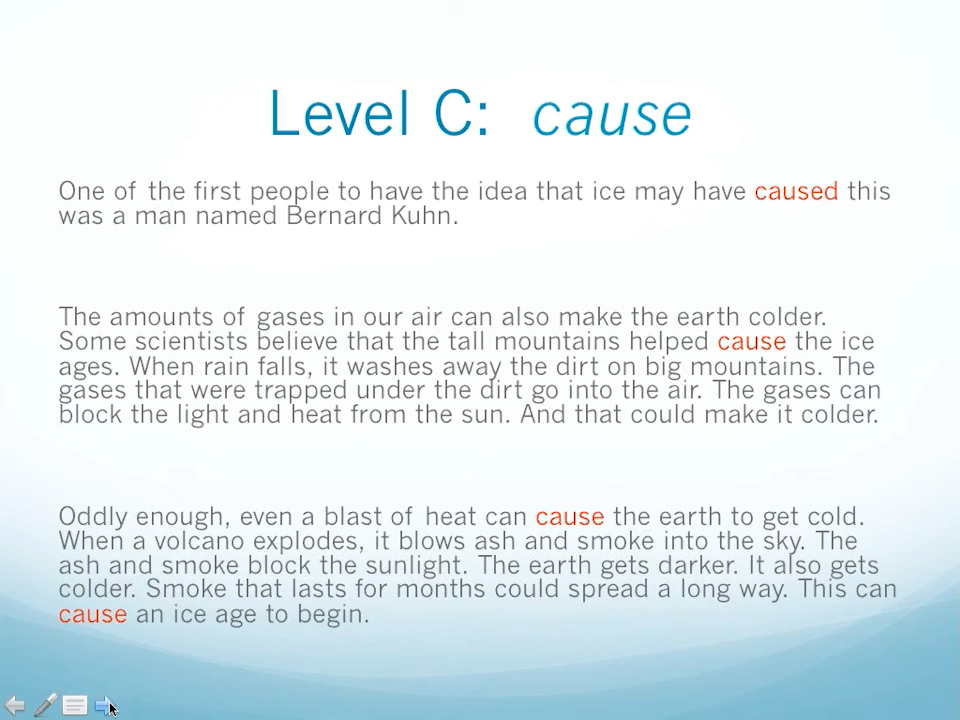 Level C: cause
One of the first people to have the idea that ice may have caused this
was a man named Bernard Kuhn.
The amounts of gases in our air can also make the earth colder.
Some scientists believe that the tall mountains helped cause the ice
ages. When rain falls, it washes away the dirt on big mountains. The
gases that were trapped under the dirt go into the air. The gases can
block the light and heat from the sun. And that could make it colder.
Oddly enough, even a blast of heat can cause the earth to get cold.
When a volcano explodes, it blows ash and smoke into the sky. The
ash and smoke block the sunlight. The earth gets darker. It also gets
colder. Smoke that lasts for months could spread a long way. This can
cause an ice age to begin.